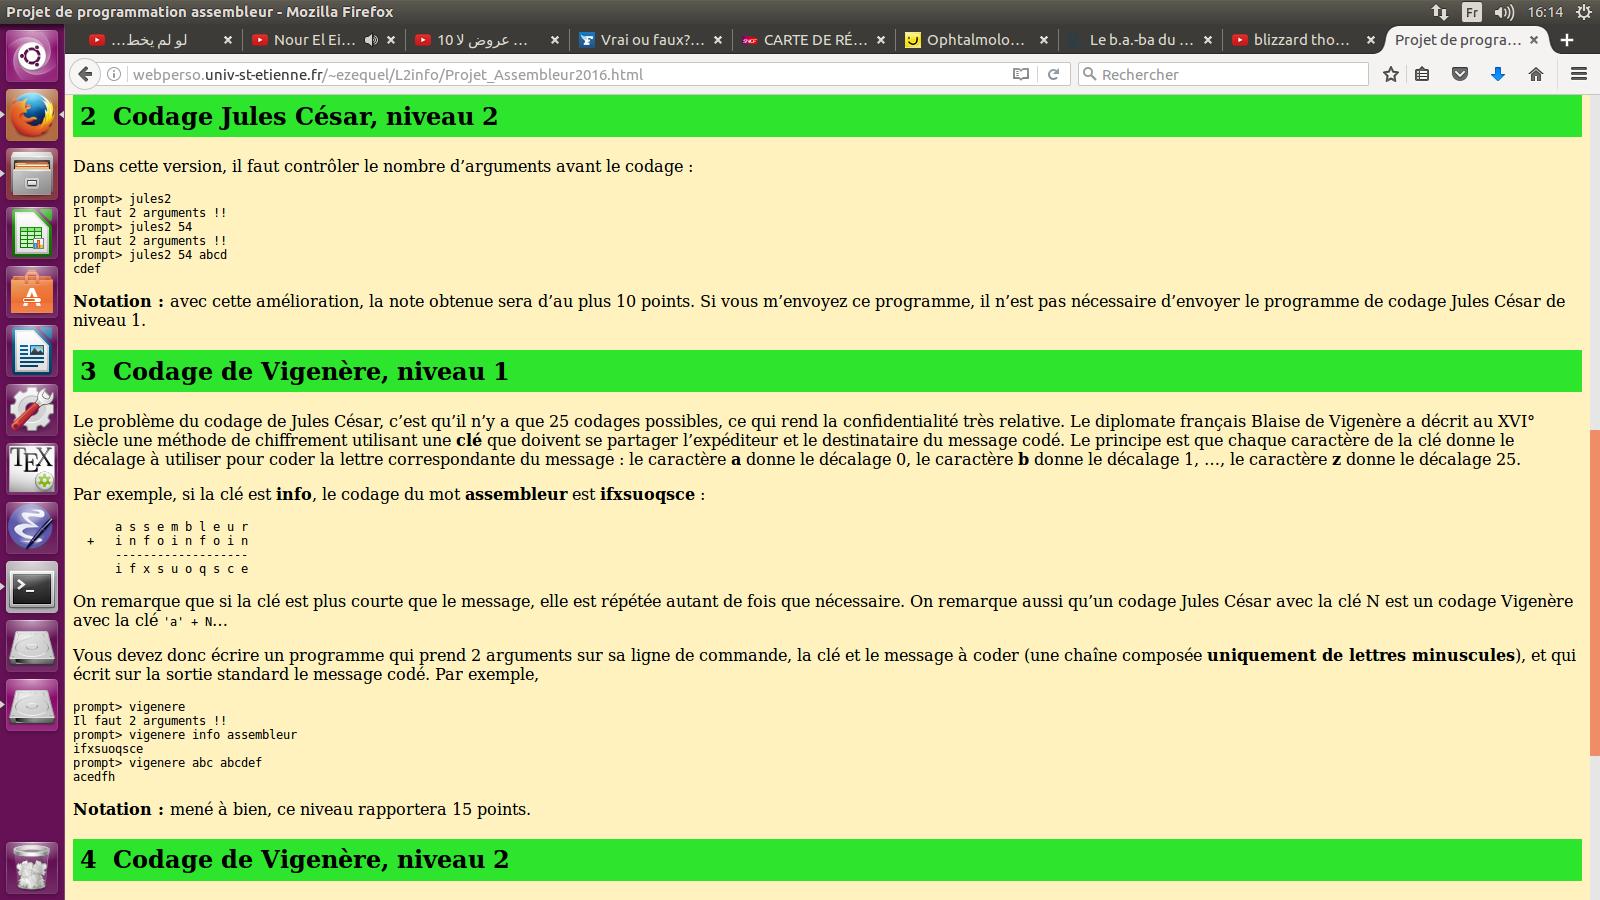 Projet de programmation assembleur - Mozilla Firefox
Fr
16:14
لو لم يخط...
Nour El Ei...
10 عروض لا ...
Vrai ou faux?...
CARTE DE RÉ...
Ophtalmolo...
Le b.a.-ba du ...
blizzard tho...
Projet de progra...
webperso.univ-st-etienne.fr/~ezequel/L2info/Projet_Assembleur2016.html
Rechercher
2 Codage Jules César, niveau 2
Dans cette version, il faut contrôler le nombre d’arguments avant le codage :
prompt> jules2
Il faut 2 arguments !!
prompt> jules2 54
Il faut 2 arguments !!
prompt> jules2 54 abcd
cdef
Notation : avec cette amélioration, la note obtenue sera d’au plus 10 points. Si vous m’envoyez ce programme, il n’est pas nécessaire d’envoyer le programme de codage Jules César de
niveau 1.
3 Codage de Vigenère, niveau 1
Le problème du codage de Jules César, c’est qu’il n’y a que 25 codages possibles, ce qui rend la confidentialité très relative. Le diplomate français Blaise de Vigenère a décrit au XVI°
siècle une méthode de chiffrement utilisant une clé que doivent se partager l’expéditeur et le destinataire du message codé. Le principe est que chaque caractère de la clé donne le
décalage à utiliser pour coder la lettre correspondante du message : le caractère a donne le décalage 0, le caractère b donne le décalage 1, ..., le caractère z donne le décalage 25.
Par exemple, si la clé est info, le codage du mot assembleur est ifxsuoqsce :
a s s e m b l e u r
+ i n f o i n f o i n
-------------------
i f x s u o q s c e
On remarque que si la clé est plus courte que le message, elle est répétée autant de fois que nécessaire. On remarque aussi qu’un codage Jules César avec la clé N est un codage Vigenère
avec la clé 'a' + N...
Vous devez donc écrire un programme qui prend 2 arguments sur sa ligne de commande, la clé et le message à coder (une chaîne composée uniquement de lettres minuscules), et qui
écrit sur la sortie standard le message codé. Par exemple,
prompt> vigenere
Il faut 2 arguments !!
prompt> vigenere info assembleur
ifxsuoqsce
prompt> vigenere abc abcdef
acedfh
Notation : mené à bien, ce niveau rapportera 15 points.
4 Codage de Vigenère, niveau 2